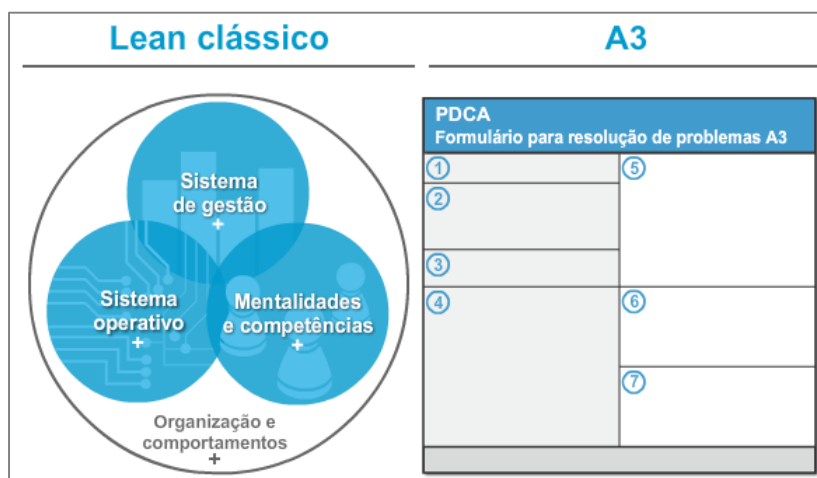 Lean clássico
A3
Sistema
de gestão
+
Sistema
operativo
+
Mentalidades
e competências
+
Organização e
comportamentos
+
PDCA
Formulário para resolução de problemas A3
1
2
3
4
5
6
7